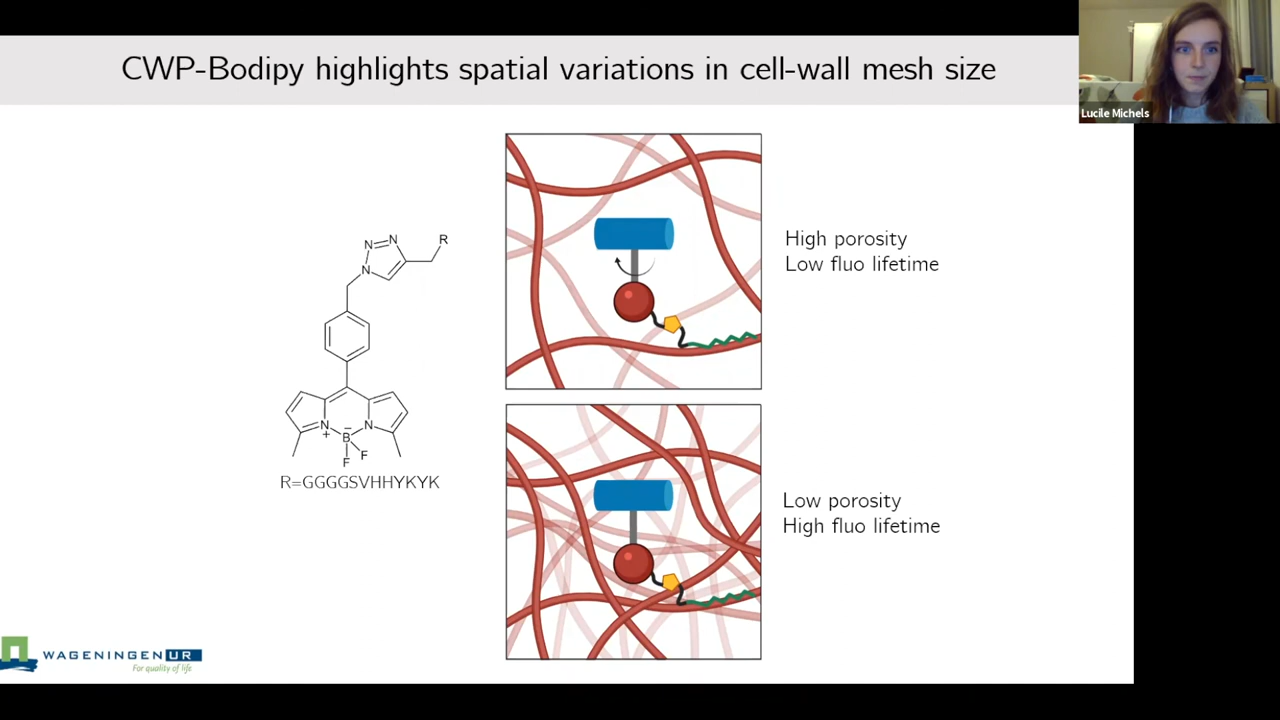 CWP-Bodipy highlights spatial variations in cell-wall mesh size
Lucile Michels
N
N
N
R
High porosity
Low fluo lifetime
N
+
B
−
N
F
F
R=GGGGSVHHYKYK
Low porosity
High fluo lifetime
WAGENINGEN UR
For quality of life